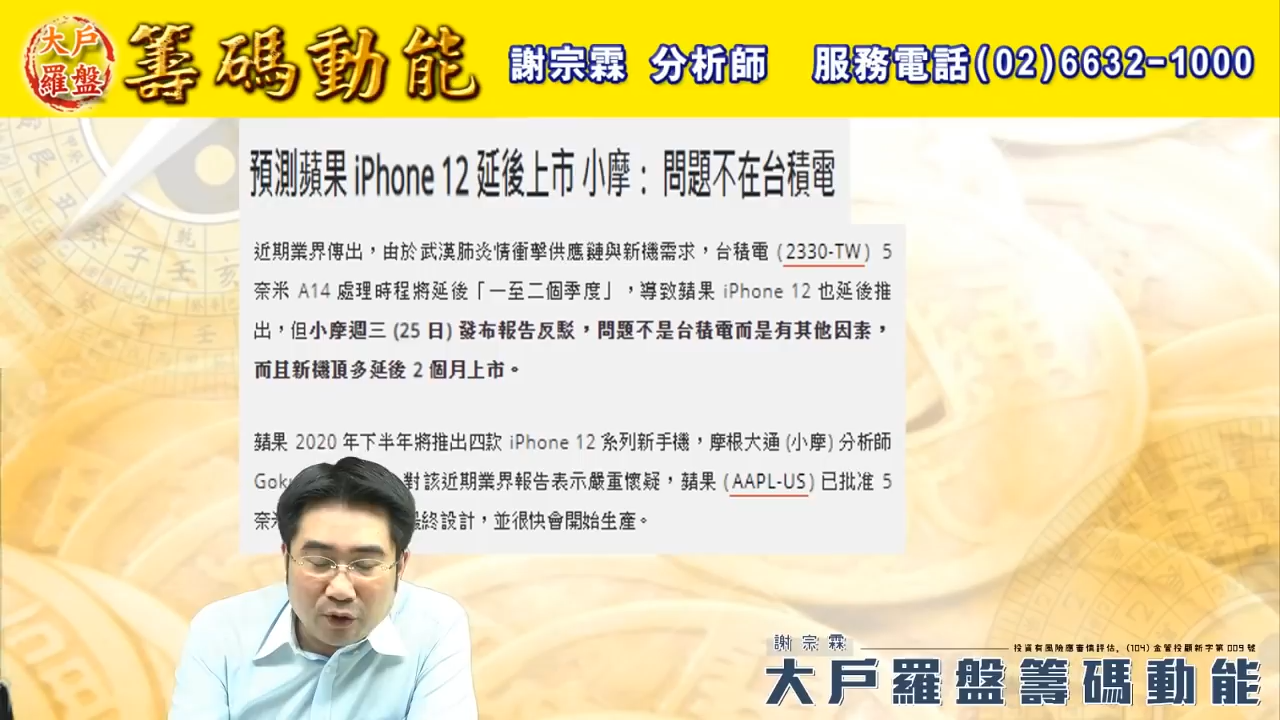 大戶羅盤
籌碼動能
謝宗霖 分析師 服務電話(02)6632-1000
預測蘋果 iPhone 12 延後上市 小摩： 問題不在台積電
近期業界傳出，由於武漢肺炎情衝擊供應鏈與新機需求，台積電 (2330-TW) 5
奈米 A14 處理時程將延後「一至二個季度」，導致蘋果 iPhone 12 也延後推
出，但小摩週三 (25 日) 發布報告反駁，問題不是台積電而是有其他因素，
而且新機頂多延後 2 個月上市。
蘋果 2020 年下半年將推出四款 iPhone 12 系列新手機，摩根大通 (小摩) 分析師
對該近期業界報告表示嚴重懷疑，蘋果 (AAPL-US) 已批准 5
終設計，並很快會開始生產。
謝宗霖
投資有風險應審慎評估。(104) 金管投顧新字第 009 號
大戶羅盤籌碼動能